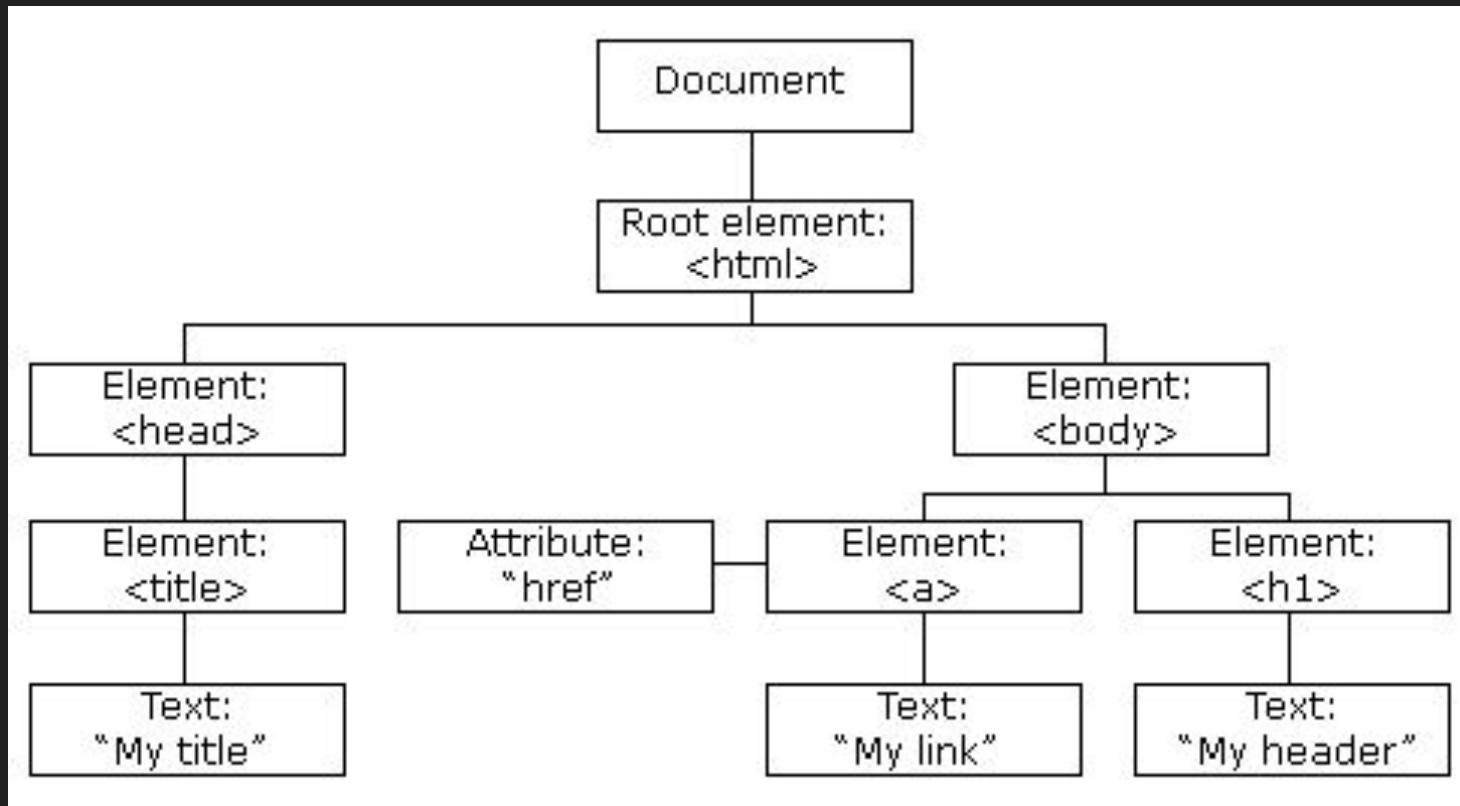 Document
Root element:
<html>
Element:
<head>
Element:
<body>
Element:
<title>
Attribute:
“href”
Element:
<a>
Element:
<h1>
Text:
“My title”
Text:
“My link”
Text:
“My header”